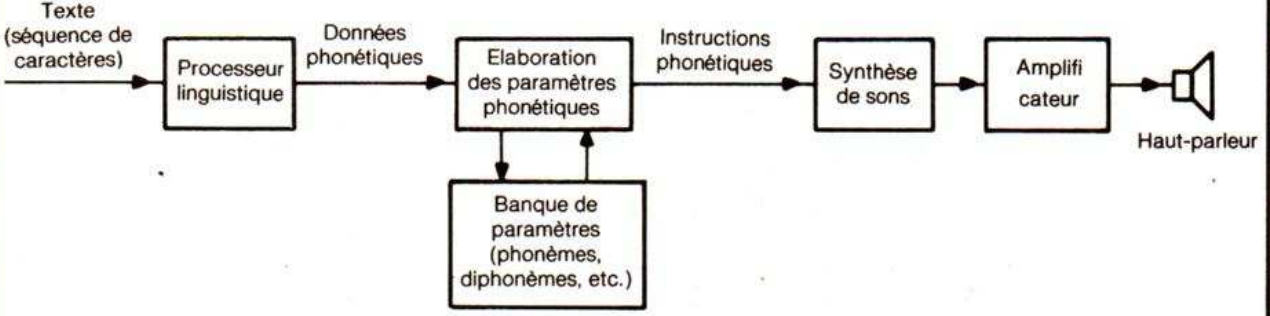 Texte
(séquence de
caractères)
Processeur
linguistique
Données
phonétiques
Elaboration
des paramètres
phonétiques
Instructions
phonétiques
Synthèse
de sons
Amplifi
cateur
Haut-parleur
Banque de
paramètres
(phonèmes,
diphonèmes, etc.)